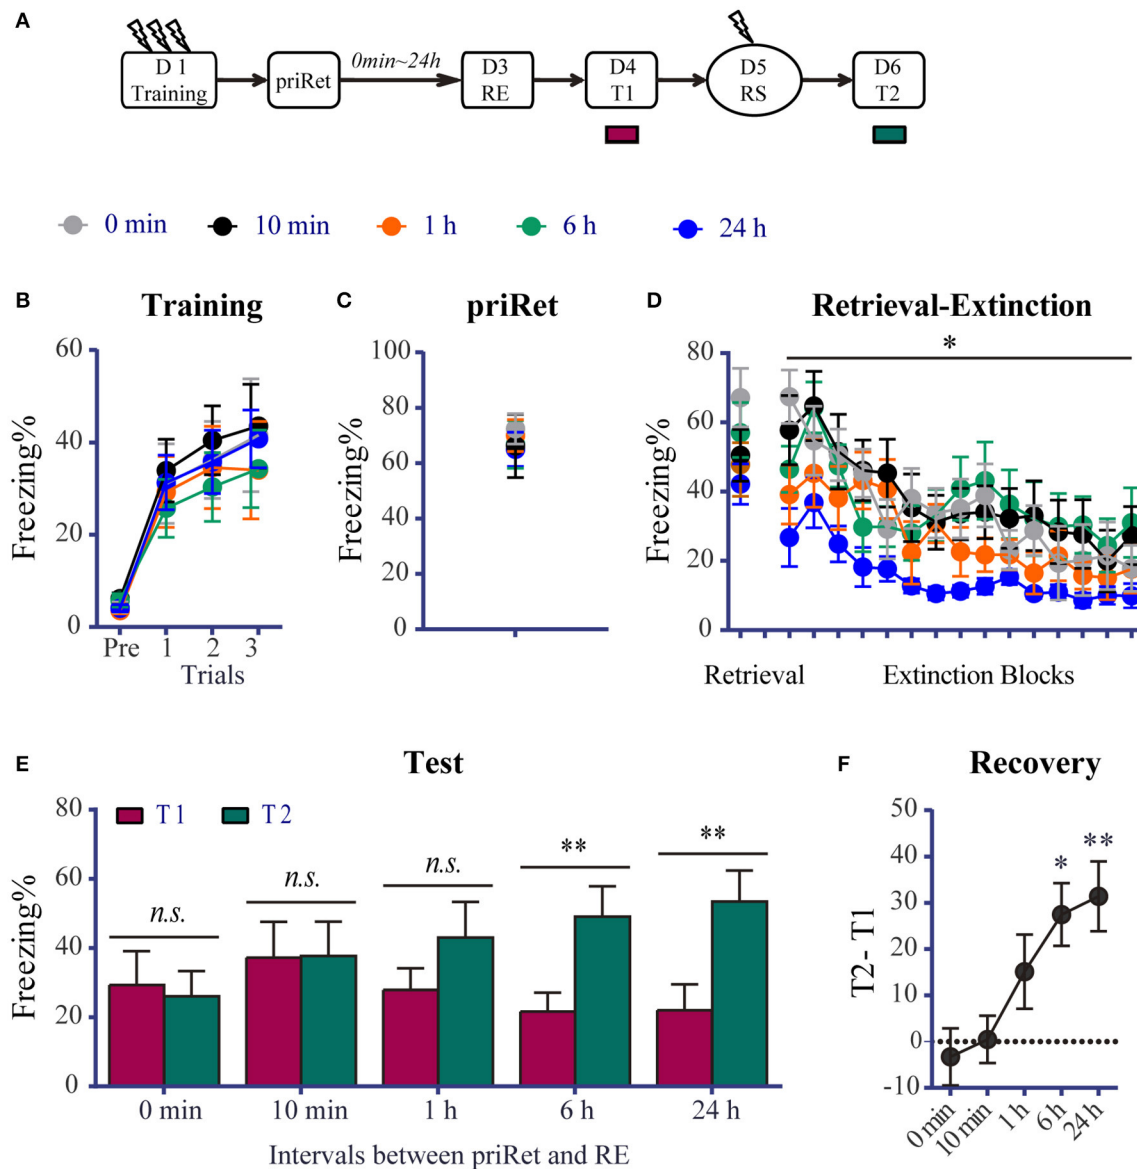 A
D 1
Training
priRet
0min~24h
D3
RE
D4
T1
D5
RS
D6
T2
0 min 10 min 1 h 6 h 24 h
B Training
Freezing%
60
40
20
0
Pre 1 2 3
Trials
C priRet
Freezing%
100
80
60
40
20
0
D Retrieval-Extinction
*
Freezing%
80
60
40
20
0
Retrieval Extinction Blocks
E Test
T 1 T 2
Freezing%
80
60
40
20
0
n.s. n.s. n.s. ** **
0 min 10 min 1 h 6 h 24 h
Intervals between priRet and RE
F Recovery
T2- T1
50
40
30
20
10
0
-10
* **
0 min 10 min 1 h 6 h 24 h